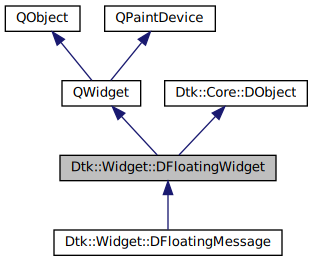 QObject
QPaintDevice
QWidget
Dtk::Core::DObject
Dtk::Widget::DFloatingWidget
Dtk::Widget::DFloatingMessage